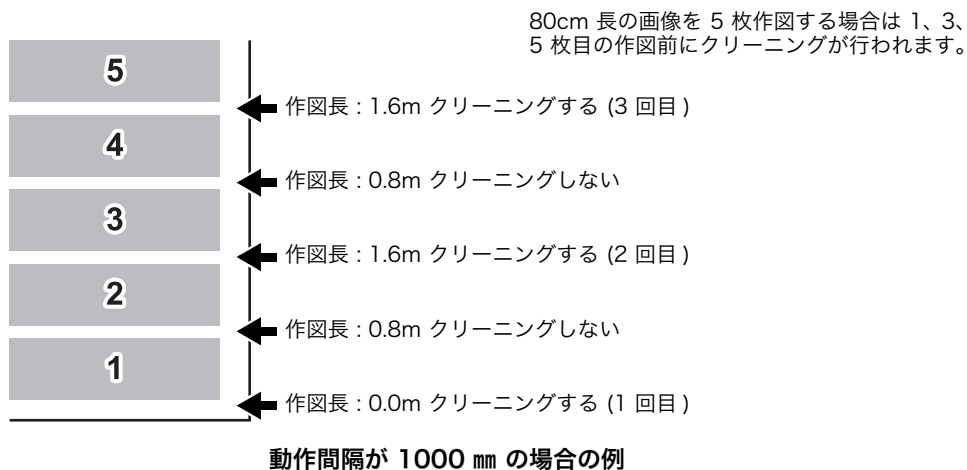 80cm 長の画像を 5 枚作図する場合は 1、3、
5 枚目の作図前にクリーニングが行われます。
5
作図長 : 1.6m クリーニングする (3 回目 )
4
作図長 : 0.8m クリーニングしない
3
作図長 : 1.6m クリーニングする (2 回目 )
2
作図長 : 0.8m クリーニングしない
1
作図長 : 0.0m クリーニングする (1 回目 )
動作間隔が 1000 ㎜ の場合の例